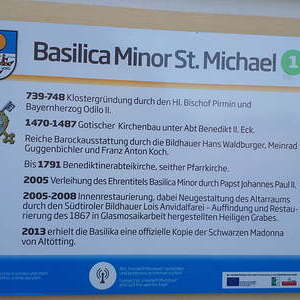 Basilica Minor St. Michael 1
739-748 Klostergründung durch den Hl. Bischof Pirmin und
Bayernherzog Odilo II.
1470-1487 Gotischer Kirchenbau unter Abt Benedikt II. Eck.
Reiche Barockausstattung durch die Bildhauer Hans Waldburger, Meinrad
Guggenbichler und Franz Anton Koch.
Bis 1791 Benediktinerabteikirche, seither Pfarrkirche.
2005 Verleihung des Ehrentitels Basilica Minor durch Papst Johannes Paul II.
2005-2008 Innenrestaurierung, dabei Neugestaltung des Altarraums
durch den Südtiroler Bildhauer Lois Anvidalfarei - Auffindung und Restau-
rierung des 1867 in Glasmosaikarbeit hergestellten Heiligen Grabes.
2013 erhielt die Basilika eine offizielle Kopie der Schwarzen Madonna
von Altötting.